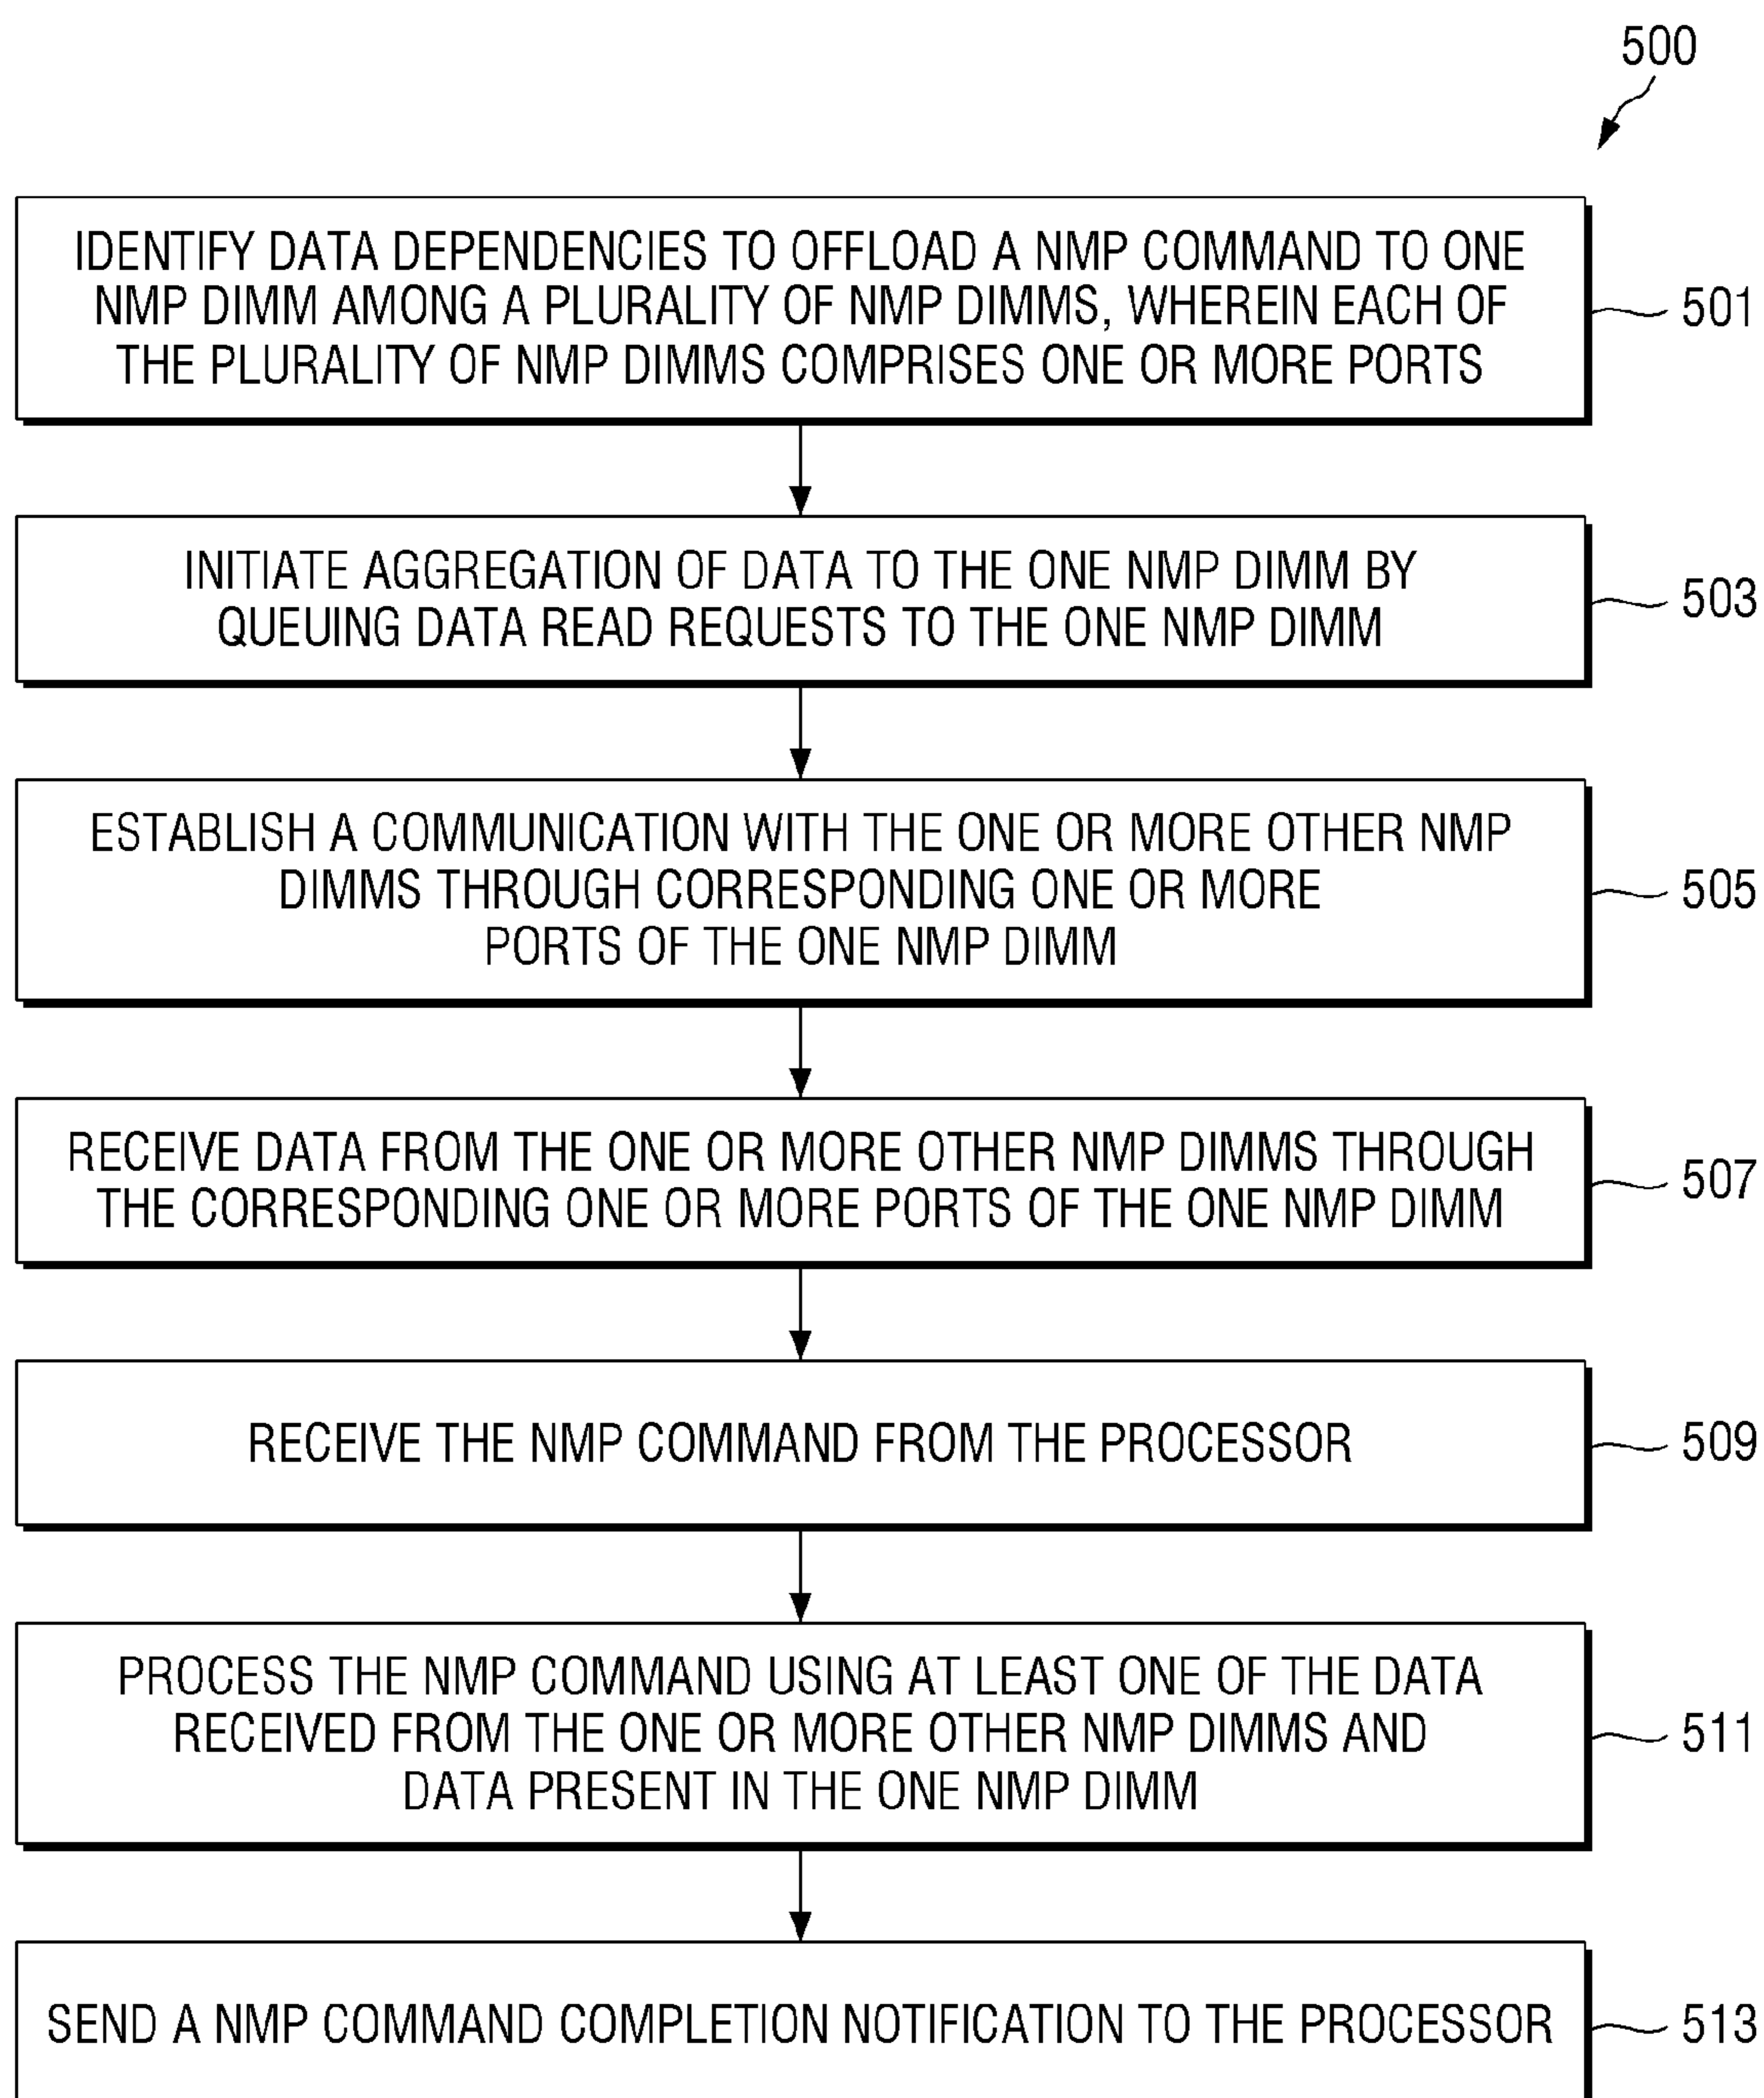 500
IDENTIFY DATA DEPENDENCIES TO OFFLOAD A NMP COMMAND TO ONE
NMP DIMM AMONG A PLURALITY OF NMP DIMMS, WHEREIN EACH OF
THE PLURALITY OF NMP DIMMS COMPRISES ONE OR MORE PORTS
501
INITIATE AGGREGATION OF DATA TO THE ONE NMP DIMM BY
QUEUING DATA READ REQUESTS TO THE ONE NMP DIMM
503
ESTABLISH A COMMUNICATION WITH THE ONE OR MORE OTHER NMP
DIMMS THROUGH CORRESPONDING ONE OR MORE
PORTS OF THE ONE NMP DIMM
505
RECEIVE DATA FROM THE ONE OR MORE OTHER NMP DIMMS THROUGH
THE CORRESPONDING ONE OR MORE PORTS OF THE ONE NMP DIMM
507
RECEIVE THE NMP COMMAND FROM THE PROCESSOR
509
PROCESS THE NMP COMMAND USING AT LEAST ONE OF THE DATA
RECEIVED FROM THE ONE OR MORE OTHER NMP DIMMS AND
DATA PRESENT IN THE ONE NMP DIMM
511
SEND A NMP COMMAND COMPLETION NOTIFICATION TO THE PROCESSOR
513